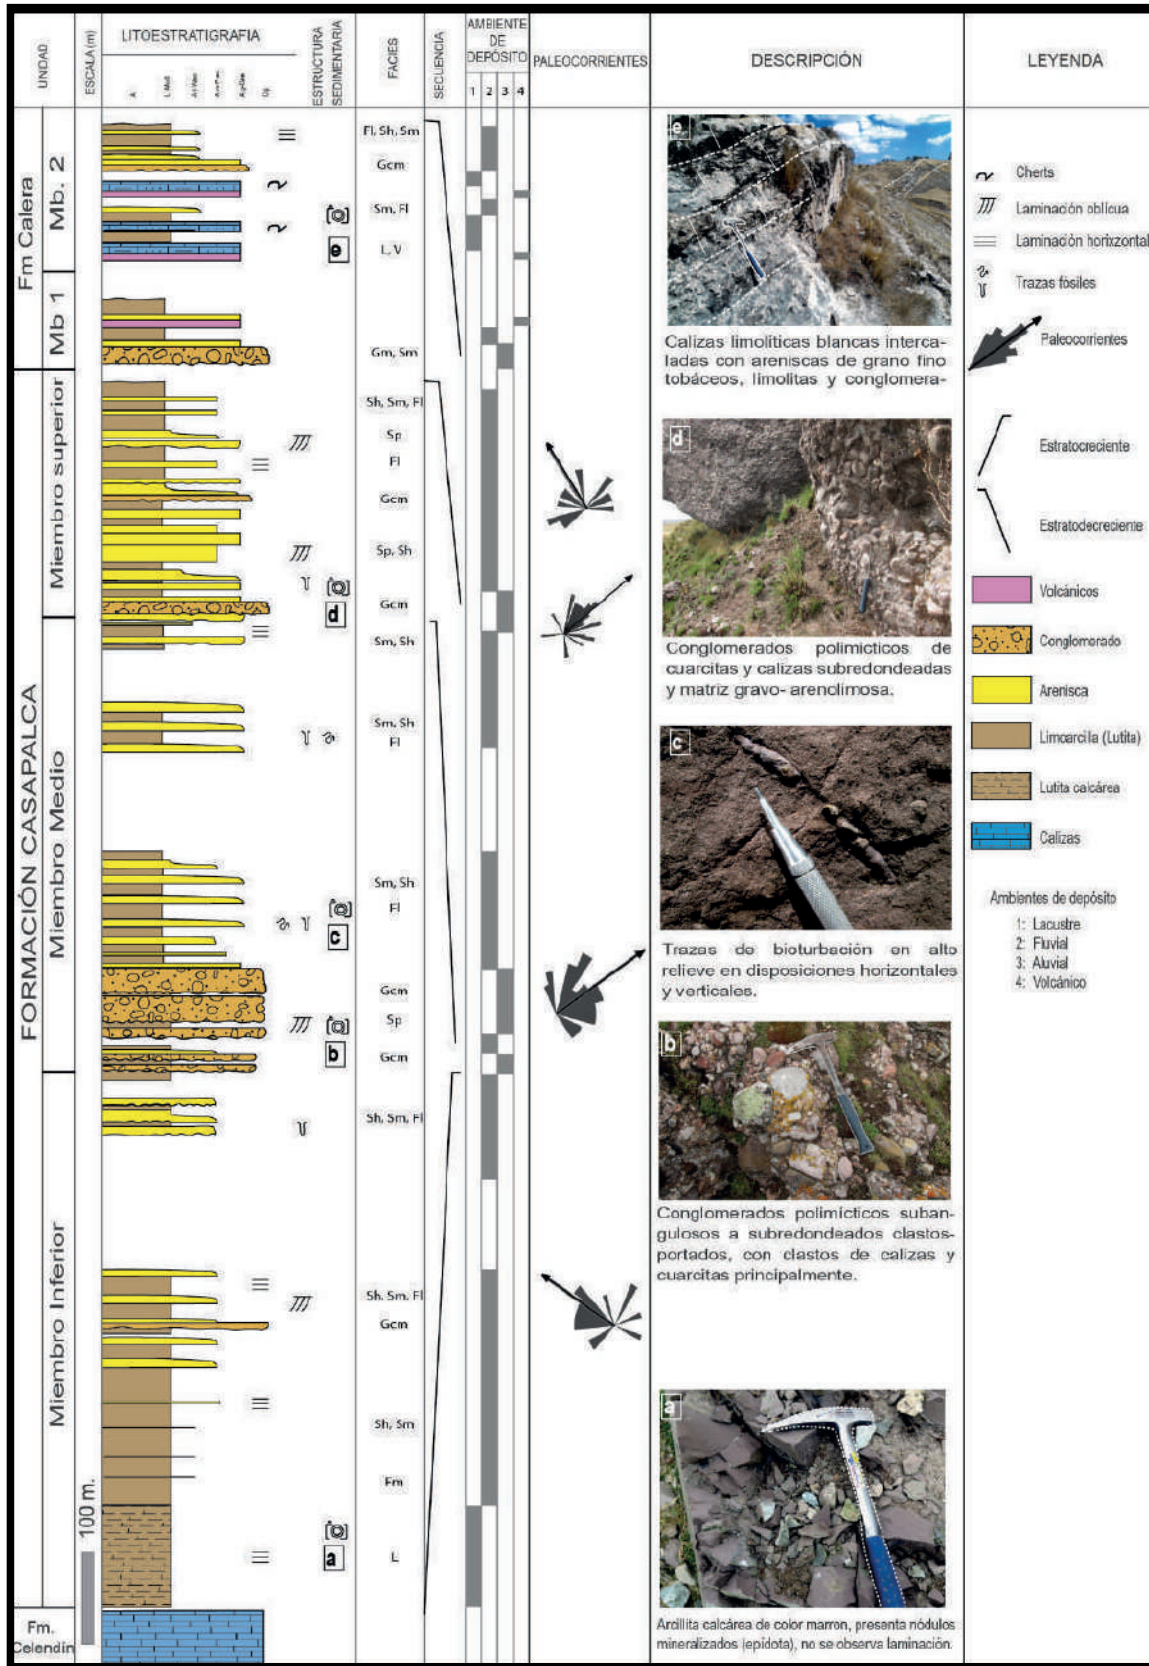 UNIDAD
ESCALA (m)
LITOESTRATIGRAFIA
A
ESTRUCTURA
SEDIMENTARIA
FACIES
SECUENCIA
AMBIENTE
DE
DEPÓSITO
1 2 3 4
PALEOCORRIENTES
DESCRIPCIÓN
LEYENDA
Fm Calera
Mb. 2
Mb 1
FORMACIÓN CASAPALCA
Miembro superior
Miembro Medio
Miembro Inferior
Fm.
Celendín
100 m.
Fl, Sh, Sm
Gcm
Sm, Fl
L, V
Gm, Sm
Sh, Sm, Fl
Sp
Fl
Gcm
Sp, Sh
Gcm
Sm, Sh
Sm, Sh
Fl
Sm, Sh
Fl
Gcm
Sp
Gcm
Sh, Sm, Fl
Sh, Sm, Fl
Gcm
Sh, Sm
Fm
L
e
d
c
b
a
e
Calizas limolíticas blancas interca-
ladas con areniscas de grano fino
tobáceos, limolitas y conglomera-
d
Conglomerados polimicticos de
cuarcitas y calizas subredondeadas
y matriz gravo- arenolimosa.
c
Trazas de bioturbación en alto
relieve en disposiciones horizontales
y verticales.
b
Conglomerados polimícticos suban-
gulosos a subredondeados clastos-
portados, con clastos de calizas y
cuarcitas principalmente.
a
Arcillita calcárea de color marron, presenta nódulos
mineralizados (epidota), no se observa laminación.
Cherts
Laminación oblicua
Laminación horixzontal
Trazas fósiles
Paleocorrientes
Estratocreciente
Estratodecreciente
Volcánicos
Conglomerado
Arenisca
Limoarcilla (Lutita)
Lutita calcárea
Calizas
Ambientes de depósito
1: Lacustre
2: Fluvial
3: Aluvial
4: Volcánico